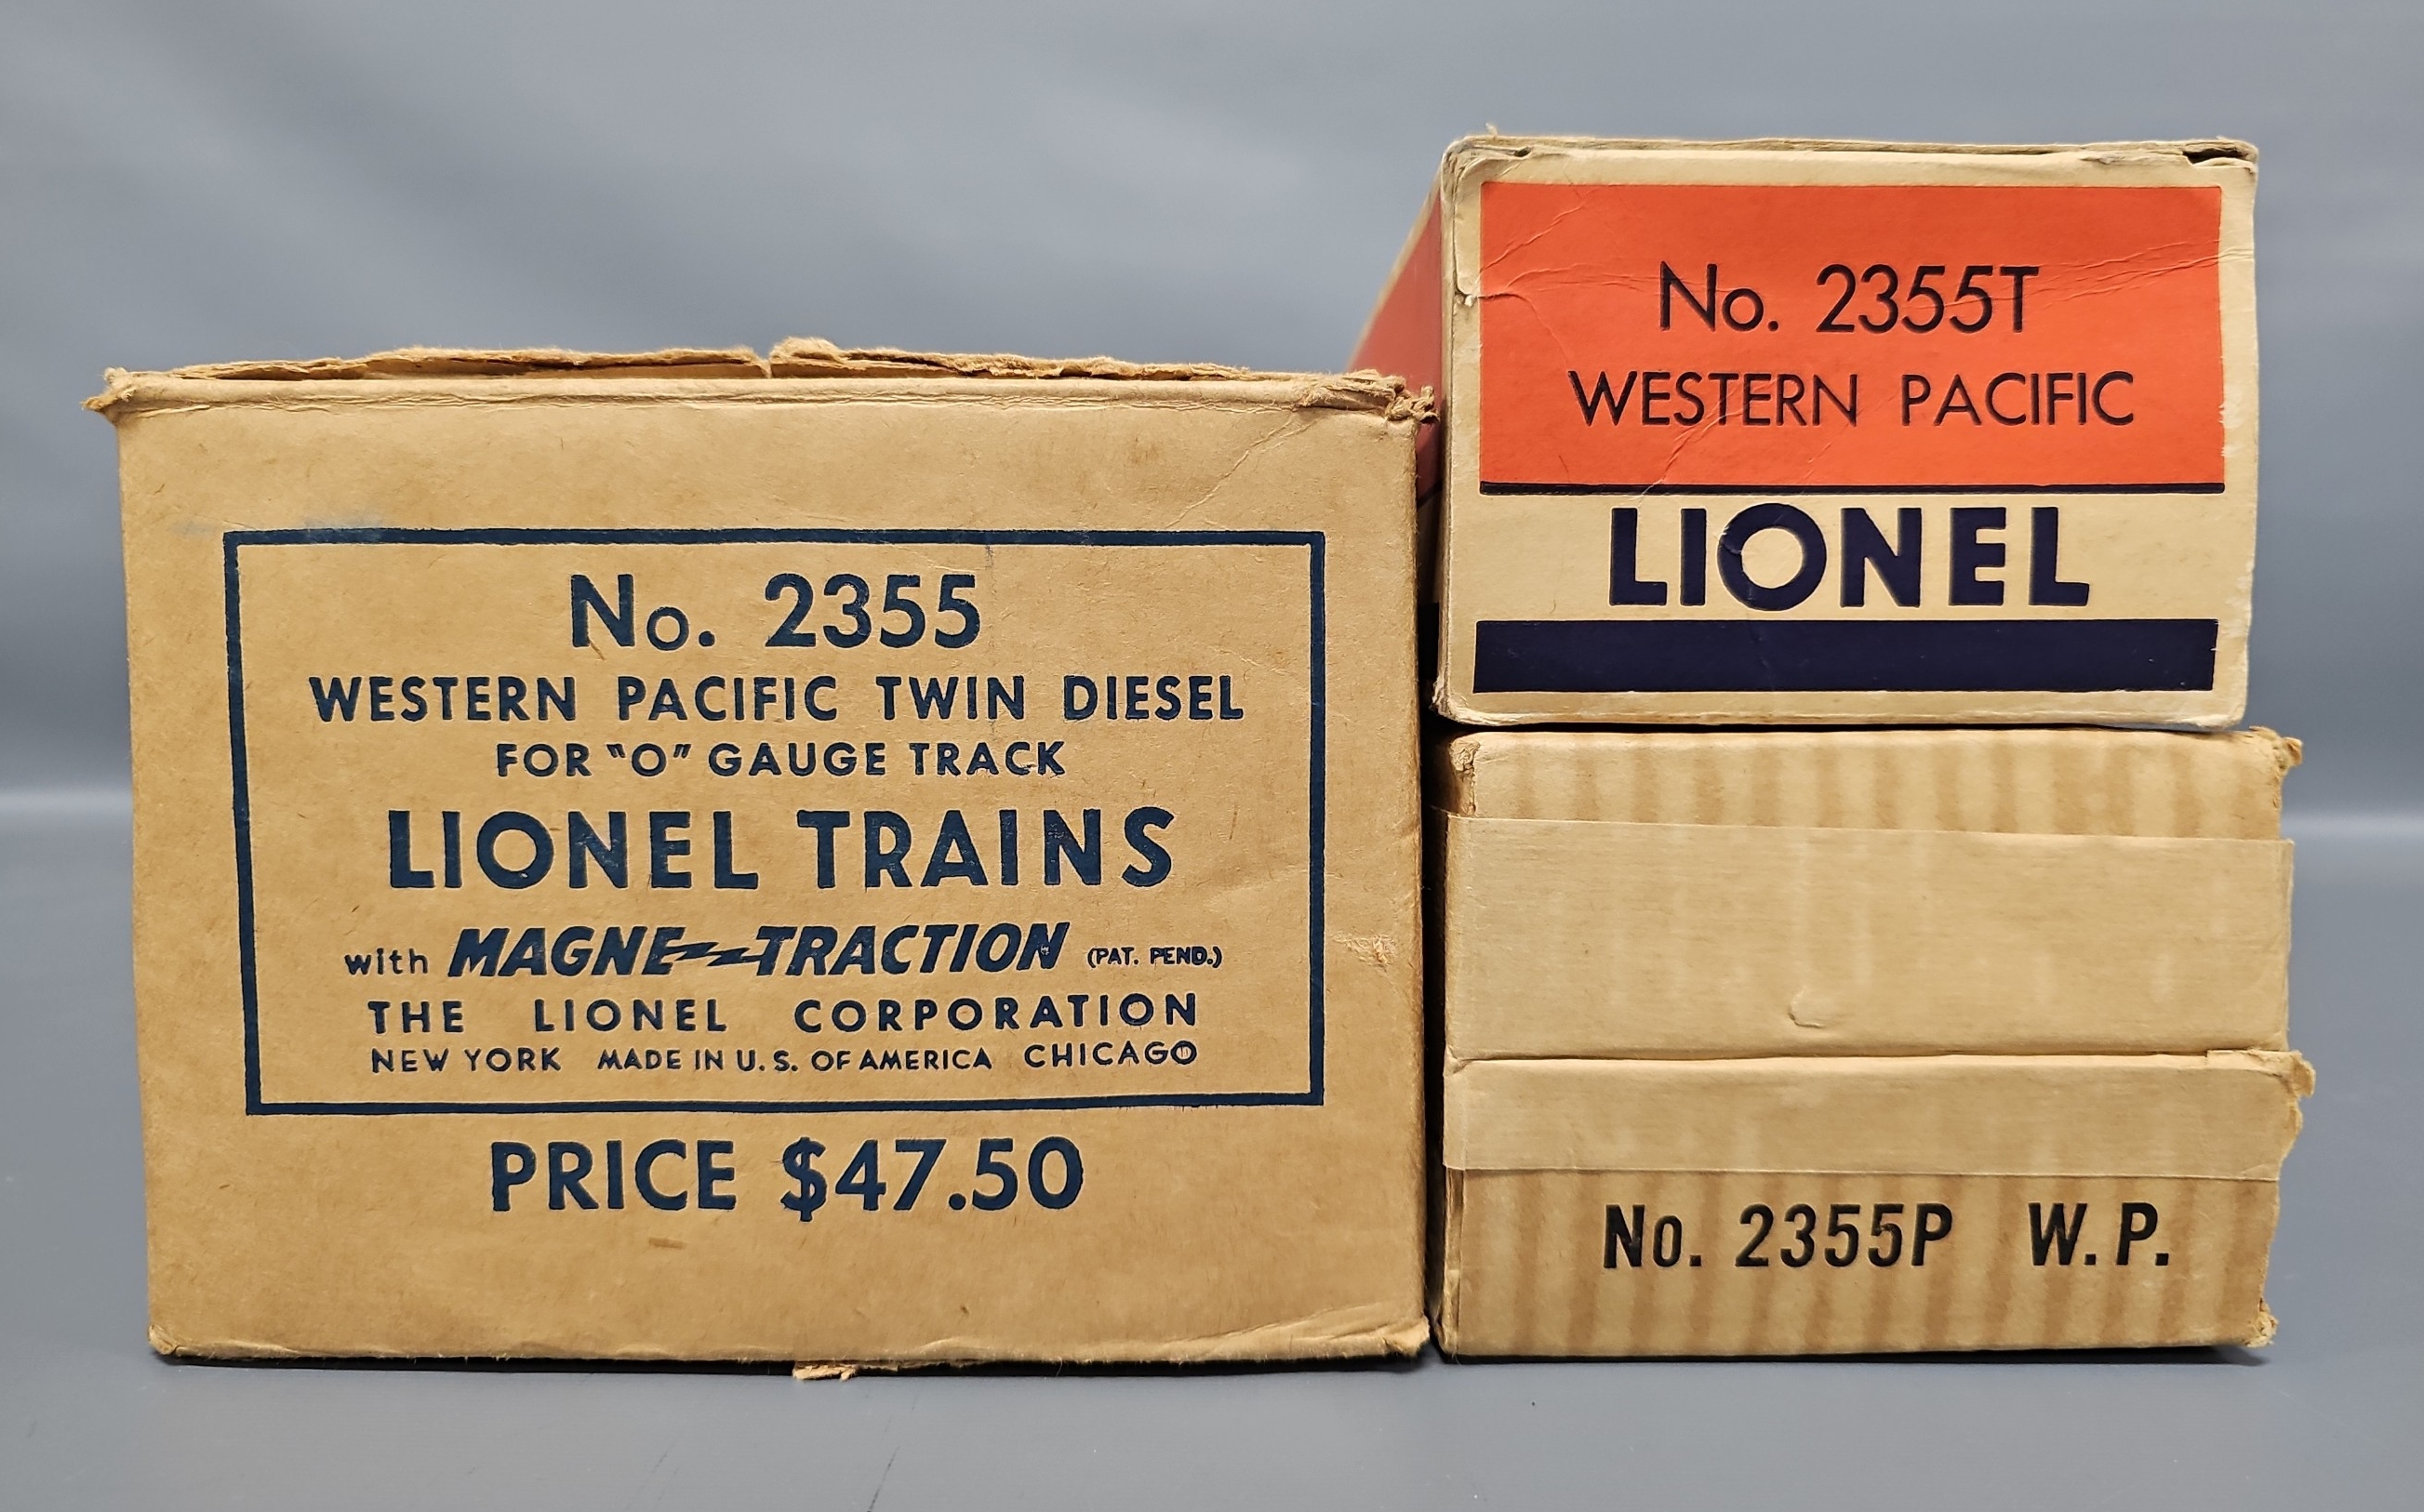 No. 2355
WESTERN PACIFIC TWIN DIESEL
FOR "O" GAUGE TRACK
LIONEL TRAINS
with MAGNE-TRACTION (PAT. PEND.)
THE LIONEL CORPORATION
NEW YORK MADE IN U.S. OF AMERICA CHICAGO
PRICE $47.50
No. 2355T
WESTERN PACIFIC
LIONEL
No. 2355P W.P.